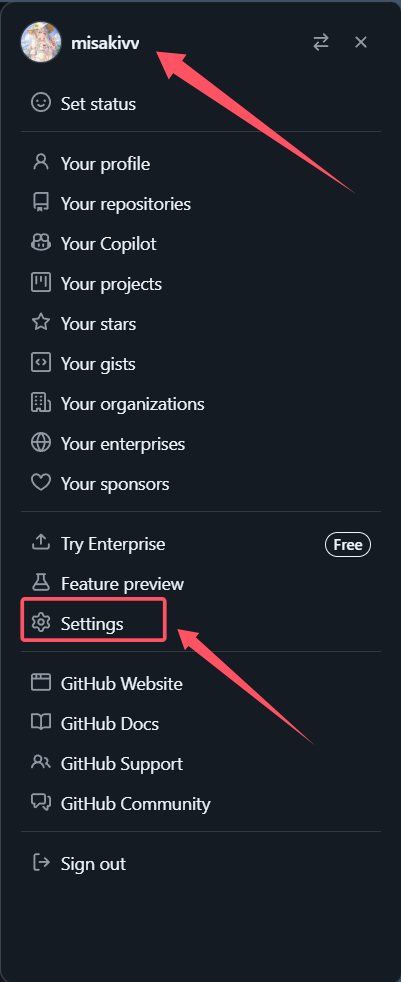 misakivv
Set status
Your profile
Your repositories
Your Copilot
Your projects
Your stars
Your gists
Your organizations
Your enterprises
Your sponsors
Try Enterprise Free
Feature preview
Settings
GitHub Website
GitHub Docs
GitHub Support
GitHub Community
Sign out